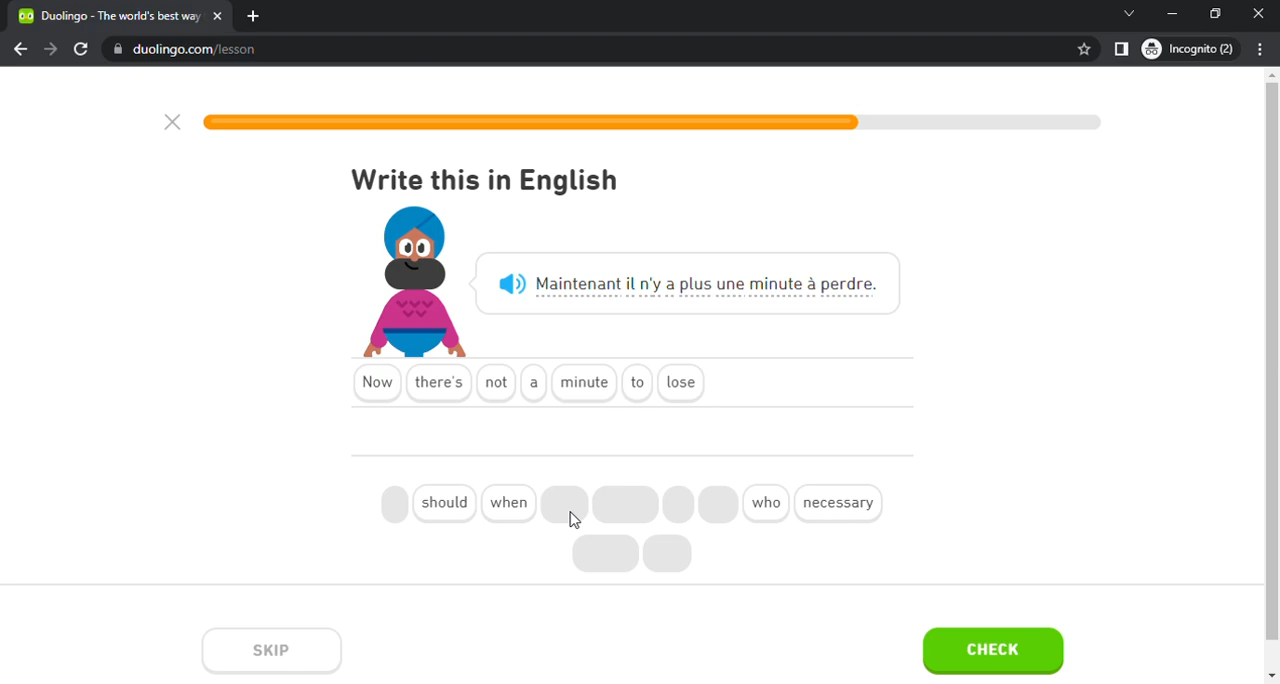 Duolingo - The world's best way
duolingo.com/lesson
Incognito (2)
Write this in English
Maintenant il n'y a plus une minute à perdre.
Now there's not a minute to lose
should when who necessary
SKIP CHECK